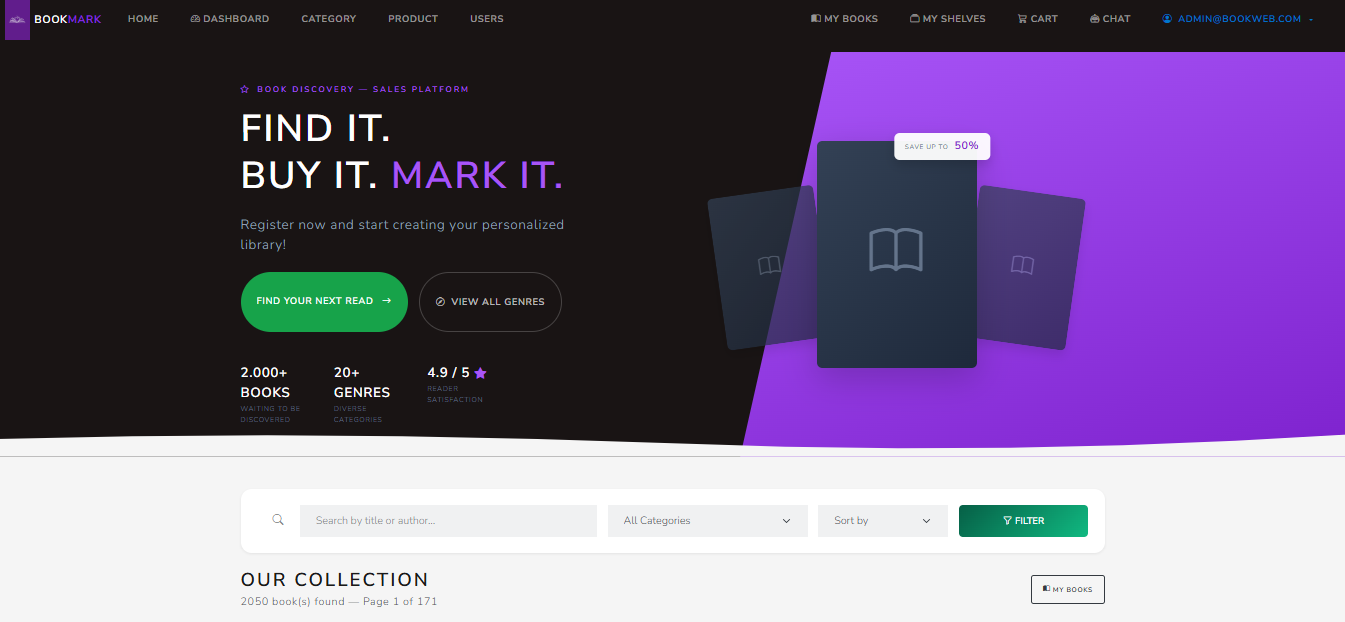 BOOKMARK HOME DASHBOARD CATEGORY PRODUCT USERS MY BOOKS MY SHELVES CART CHAT ADMIN@BOOKWEB.COM
BOOK DISCOVERY — SALES PLATFORM
FIND IT.
BUY IT. MARK IT.
Register now and start creating your personalized
library!
FIND YOUR NEXT READ → VIEW ALL GENRES
SAVE UP TO 50%
2.000+
BOOKS
WAITING TO BE
DISCOVERED
20+
GENRES
DIVERSE
CATEGORIES
4.9 / 5 ★
READER
SATISFACTION
Search by title or author... All Categories Sort by FILTER
OUR COLLECTION
2050 book(s) found — Page 1 of 171
MY BOOKS